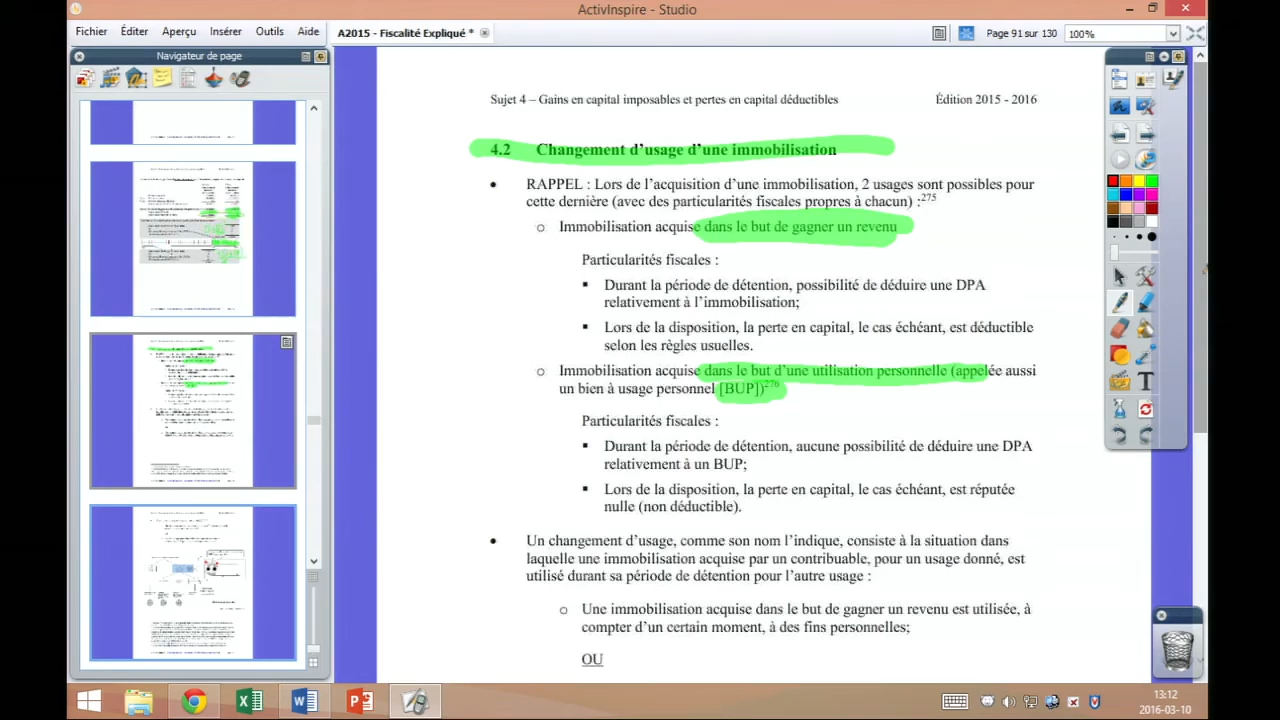 ActivInspire - Studio
Fichier Éditer Aperçu Insérer Outils Aide
A2015 - Fiscalité Expliqué *
Page 91 sur 130
100%
Navigateur de page
Sujet 4 – Gains en capital imposables et pertes en capital déductibles Édition 2015 - 2016
4.2 Changement d'usage d'une immobilisation
• RAPPEL : Lors de l'acquisition d'une immobilisation, 2 usages sont possibles pour
cette dernière (avec des particularités fiscales propres à chacun) :275
o Immobilisation acquise dans le but de gagner un revenu
Particularités fiscales :
▪ Durant la période de détention, possibilité de déduire une DPA
relativement à l'immobilisation;
▪ Lors de la disposition, la perte en capital, le cas échéant, est déductible
selon les règles usuelles.
o Immobilisation acquise dans le but d'une utilisation personnelle (appelée aussi
un bien à usage personnel [BUP])276
Particularités fiscales :
▪ Durant la période de détention, aucune possibilité de déduire une DPA
relativement à un BUP;
▪ Lors de la disposition, la perte en capital, le cas échéant, est réputée
nulle (non déductible).
• Un changement d'usage, comme son nom l'indique, consiste à la situation dans
laquelle une immobilisation acquise par un contribuable, pour un usage donné, est
utilisé durant sa période de détention pour l'autre usage :
o Une immobilisation acquise dans le but de gagner un revenu est utilisée, à
compter d'un certain moment, à des fins personnelles.
OU
13:12
2016-03-10